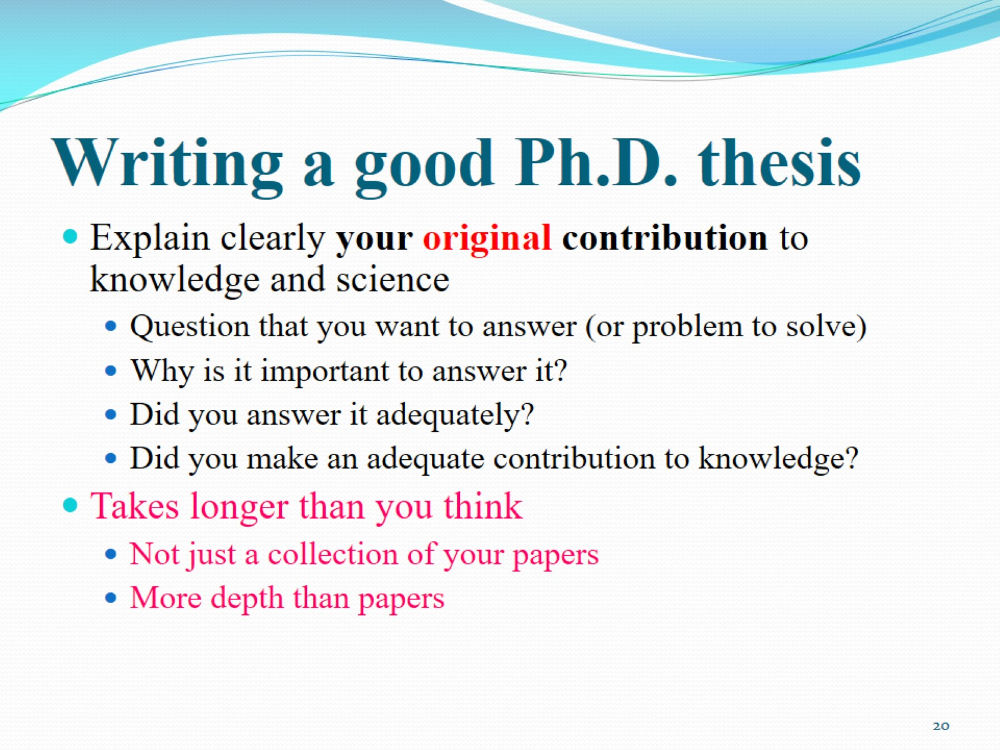 Writing a good Ph.D. thesis
Explain clearly your original contribution to
knowledge and science
Question that you want to answer (or problem to solve)
Why is it important to answer it?
Did you answer it adequately?
Did you make an adequate contribution to knowledge?
Takes longer than you think
Not just a collection of your papers
More depth than papers
20